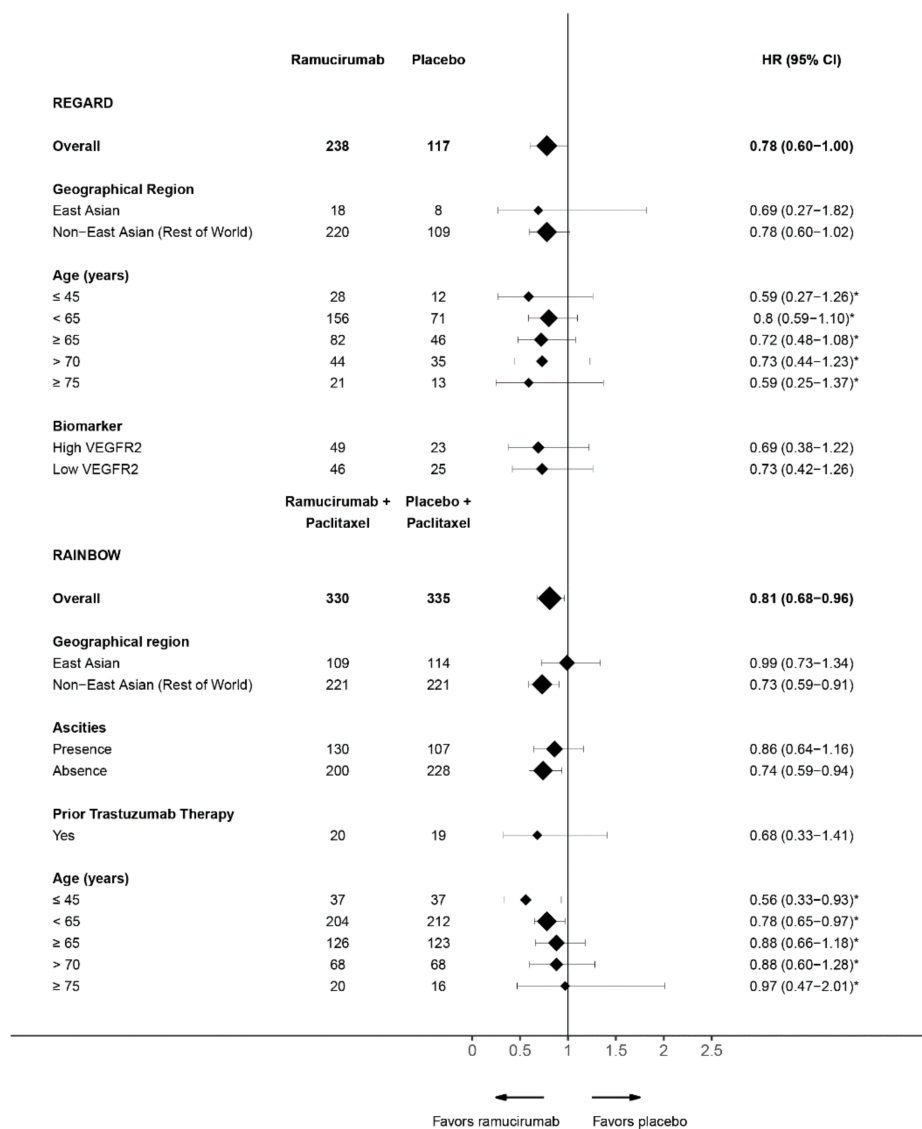 Ramucirumab Placebo HR (95% CI)
REGARD
Overall 238 117 0.78 (0.60−1.00)
Geographical Region
East Asian 18 8 0.69 (0.27−1.82)
Non−East Asian (Rest of World) 220 109 0.78 (0.60−1.02)
Age (years)
≤ 45 28 12 0.59 (0.27−1.26)*
< 65 156 71 0.8 (0.59−1.10)*
≥ 65 82 46 0.72 (0.48−1.08)*
> 70 44 35 0.73 (0.44−1.23)*
≥ 75 21 13 0.59 (0.25−1.37)*
Biomarker
High VEGFR2 49 23 0.69 (0.38−1.22)
Low VEGFR2 46 25 0.73 (0.42−1.26)
Ramucirumab + Placebo +
Paclitaxel Paclitaxel
RAINBOW
Overall 330 335 0.81 (0.68−0.96)
Geographical region
East Asian 109 114 0.99 (0.73−1.34)
Non−East Asian (Rest of World) 221 221 0.73 (0.59−0.91)
Ascities
Presence 130 107 0.86 (0.64−1.16)
Absence 200 228 0.74 (0.59−0.94)
Prior Trastuzumab Therapy
Yes 20 19 0.68 (0.33−1.41)
Age (years)
≤ 45 37 37 0.56 (0.33−0.93)*
< 65 204 212 0.78 (0.65−0.97)*
≥ 65 126 123 0.88 (0.66−1.18)*
> 70 68 68 0.88 (0.60−1.28)*
≥ 75 20 16 0.97 (0.47−2.01)*
0 0.5 1 1.5 2 2.5
Favors ramucirumab Favors placebo